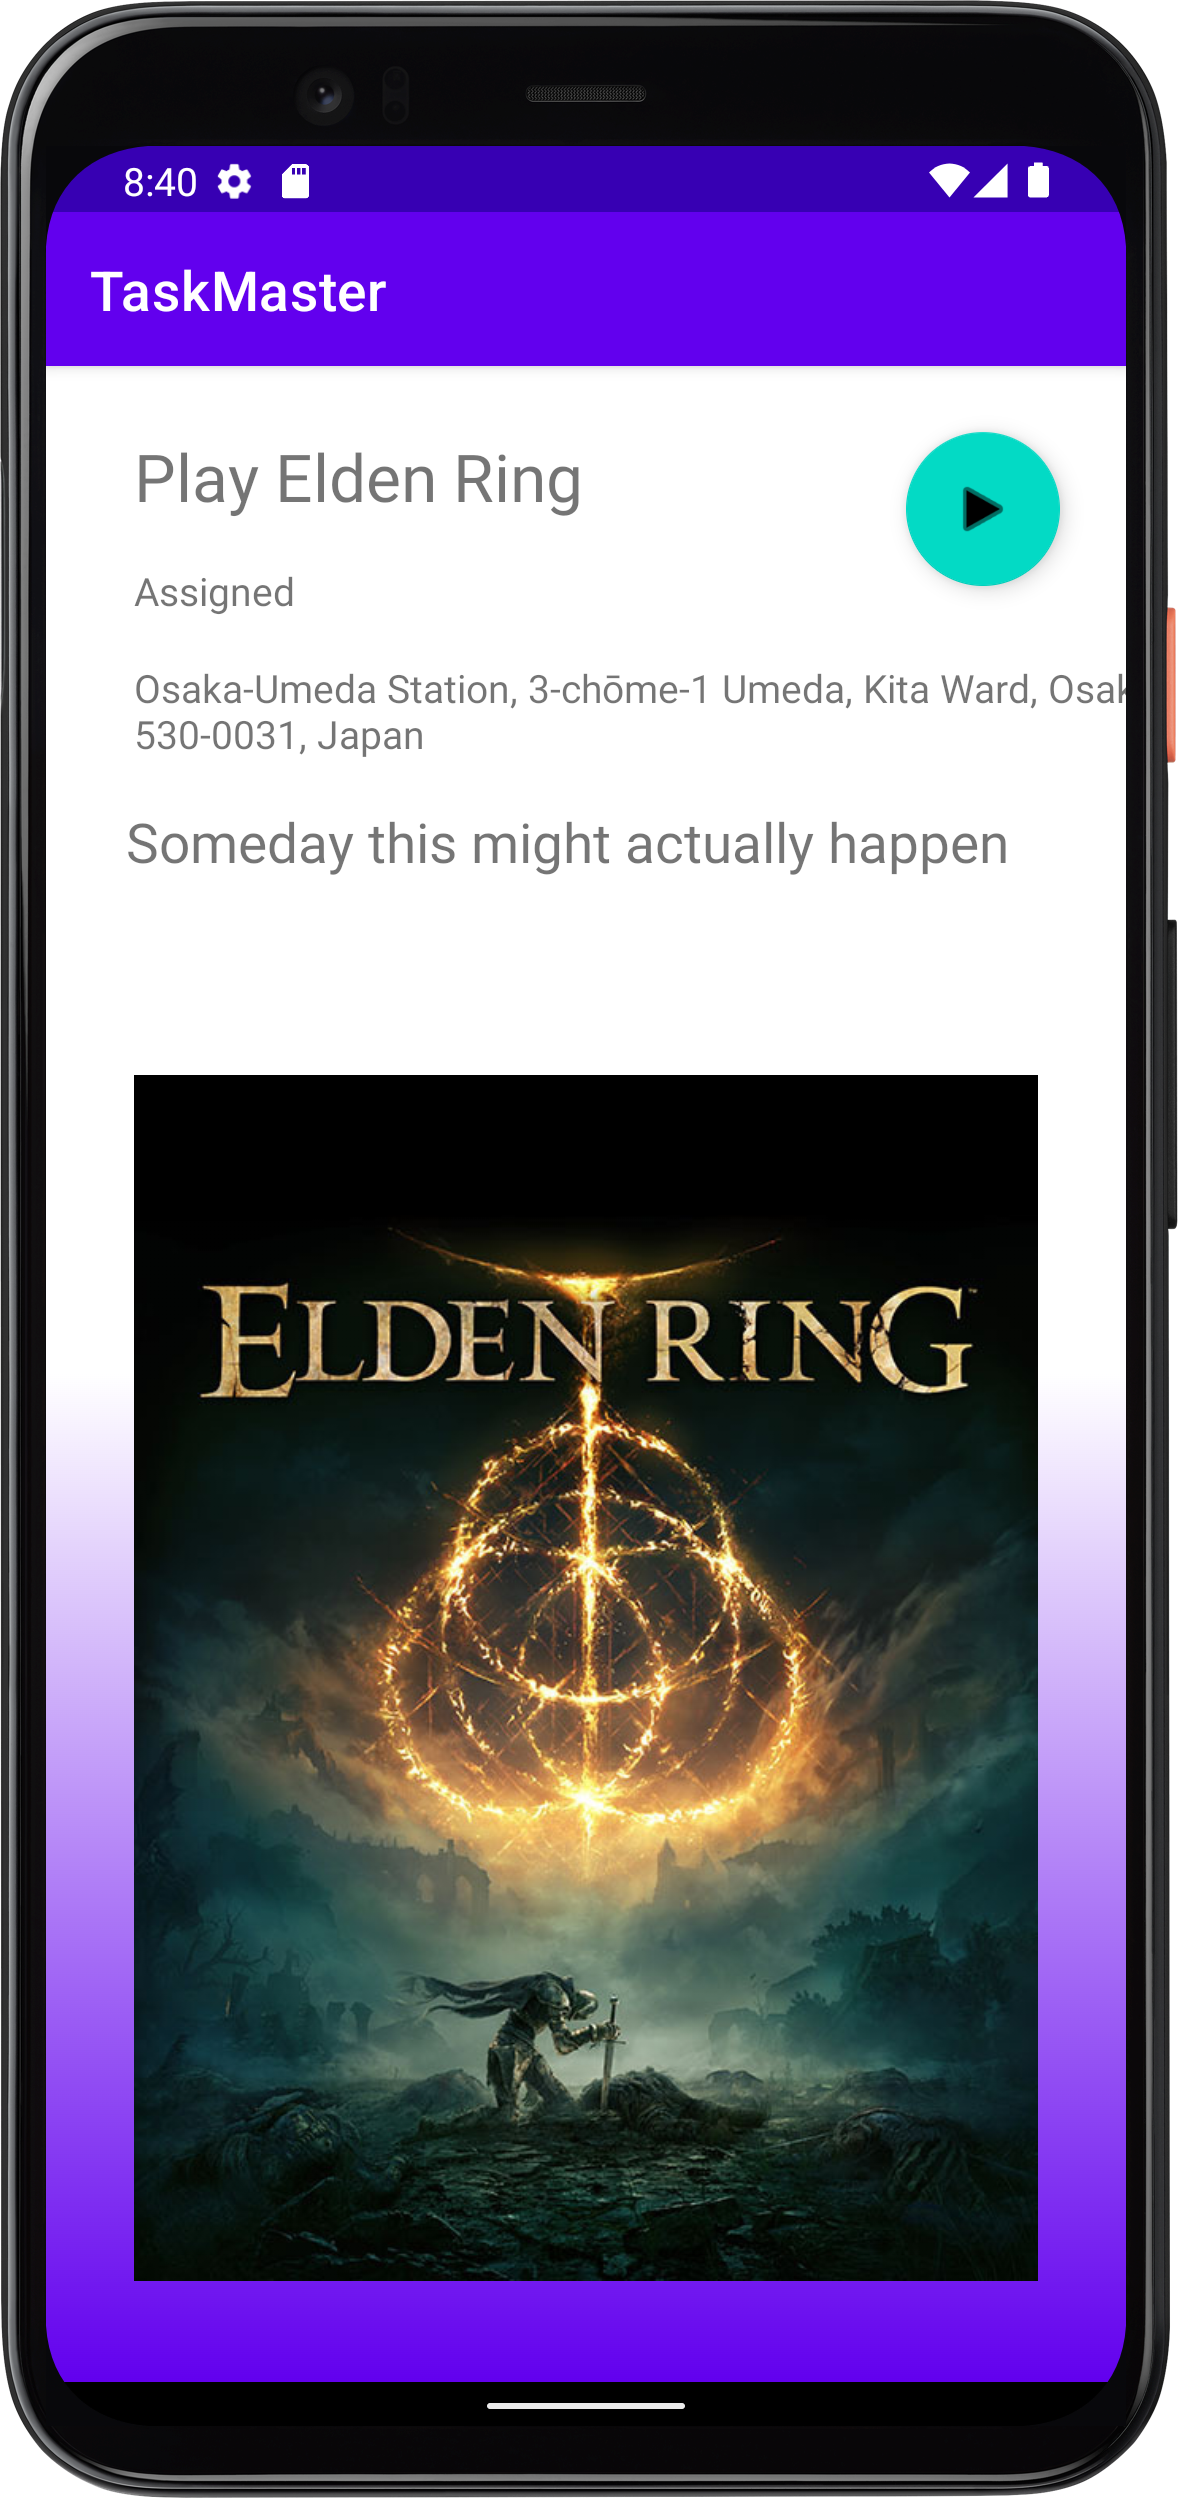 8:40
TaskMaster
Play Elden Ring
Assigned
Osaka-Umeda Station, 3-chōme-1 Umeda, Kita Ward, Osak
530-0031, Japan
Someday this might actually happen
ELDEN RING